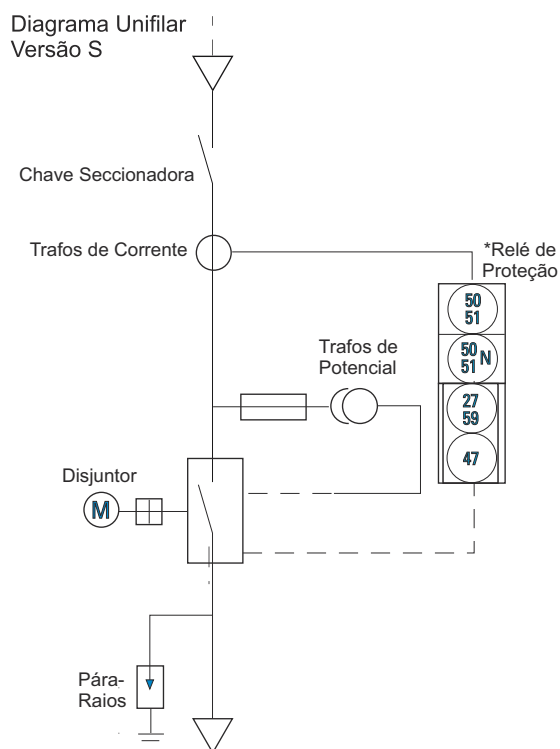 Diagrama Unifilar
Versão S
Chave Seccionadora
Trafos de Corrente
*Relé de
Proteção
50
51
50
51 N
Trafos de
Potencial
27
59
47
Disjuntor
M
Pára-
Raios